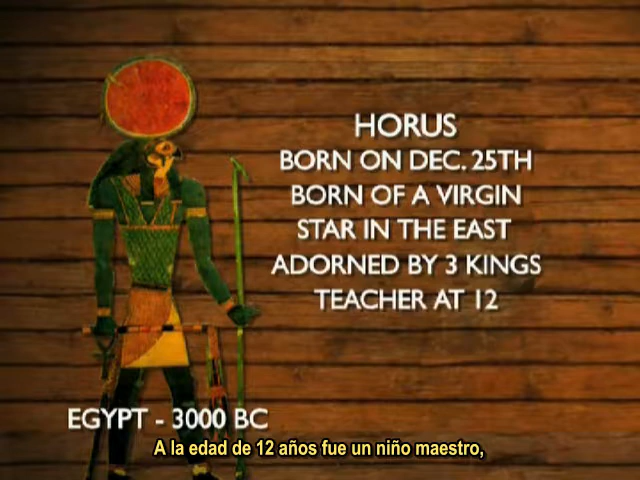 HORUS
BORN ON DEC. 25TH
BORN OF A VIRGIN
STAR IN THE EAST
ADORNED BY 3 KINGS
TEACHER AT 12
EGYPT - 3000 BC
A la edad de 12 años fue un niño maestro,